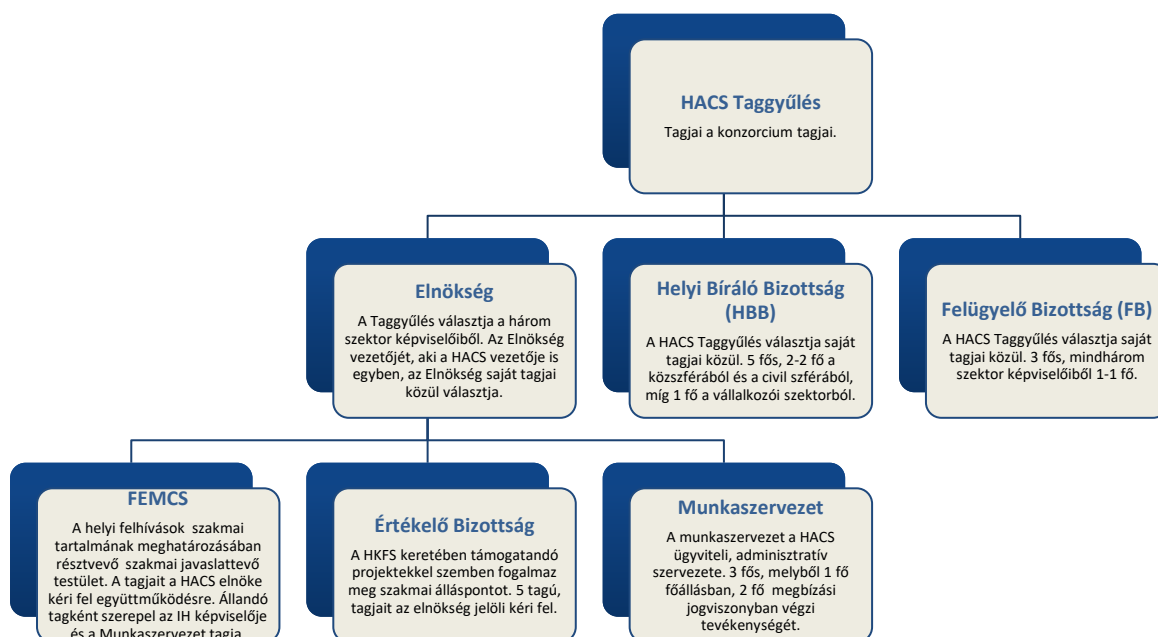 HACS Taggyűlés
Tagjai a konzorcium tagjai.
Elnökség
A Taggyűlés választja a három
szektor képviselőiből. Az Elnökség
vezetőjét, aki a HACS vezetője is
egyben, az Elnökség saját tagjai
közül választja.
Helyi Bíráló Bizottság
(HBB)
A HACS Taggyűlés választja saját
tagjai közül. 5 fős, 2-2 fő a
közszférából és a civil szférából,
míg 1 fő a vállalkozói szektorból.
Felügyelő Bizottság (FB)
A HACS Taggyűlés választja saját
tagjai közül. 3 fős, mindhárom
szektor képviselőiből 1-1 fő.
FEMCS
A helyi felhívások szakmai
tartalmának meghatározásában
résztvevő szakmai javaslattevő
testület. A tagjait a HACS elnöke
kéri fel együttműködésre. Állandó
tagként szerepel az IH képviselője
és a Munkaszervezet tagja
Értékelő Bizottság
A HKFS keretében támogatandó
projektekkel szemben fogalmaz
meg szakmai álláspontot. 5 tagú,
tagjait az elnökség jelöli kéri fel.
Munkaszervezet
A munkaszervezet a HACS
ügyviteli, adminisztratív
szervezete. 3 fős, melyből 1 fő
főállásban, 2 fő megbízási
jogviszonyban végzi
tevékenységét.